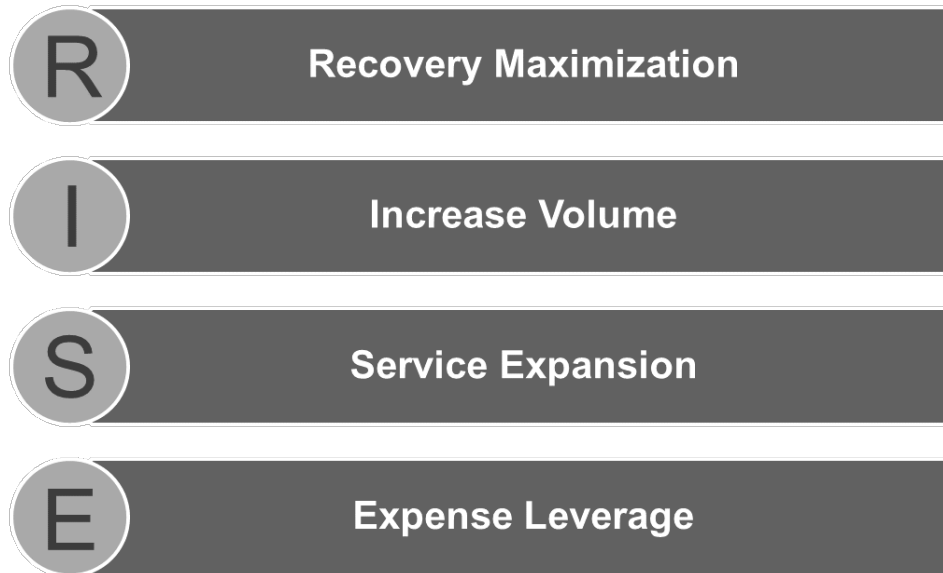 R Recovery Maximization
I Increase Volume
S Service Expansion
E Expense Leverage